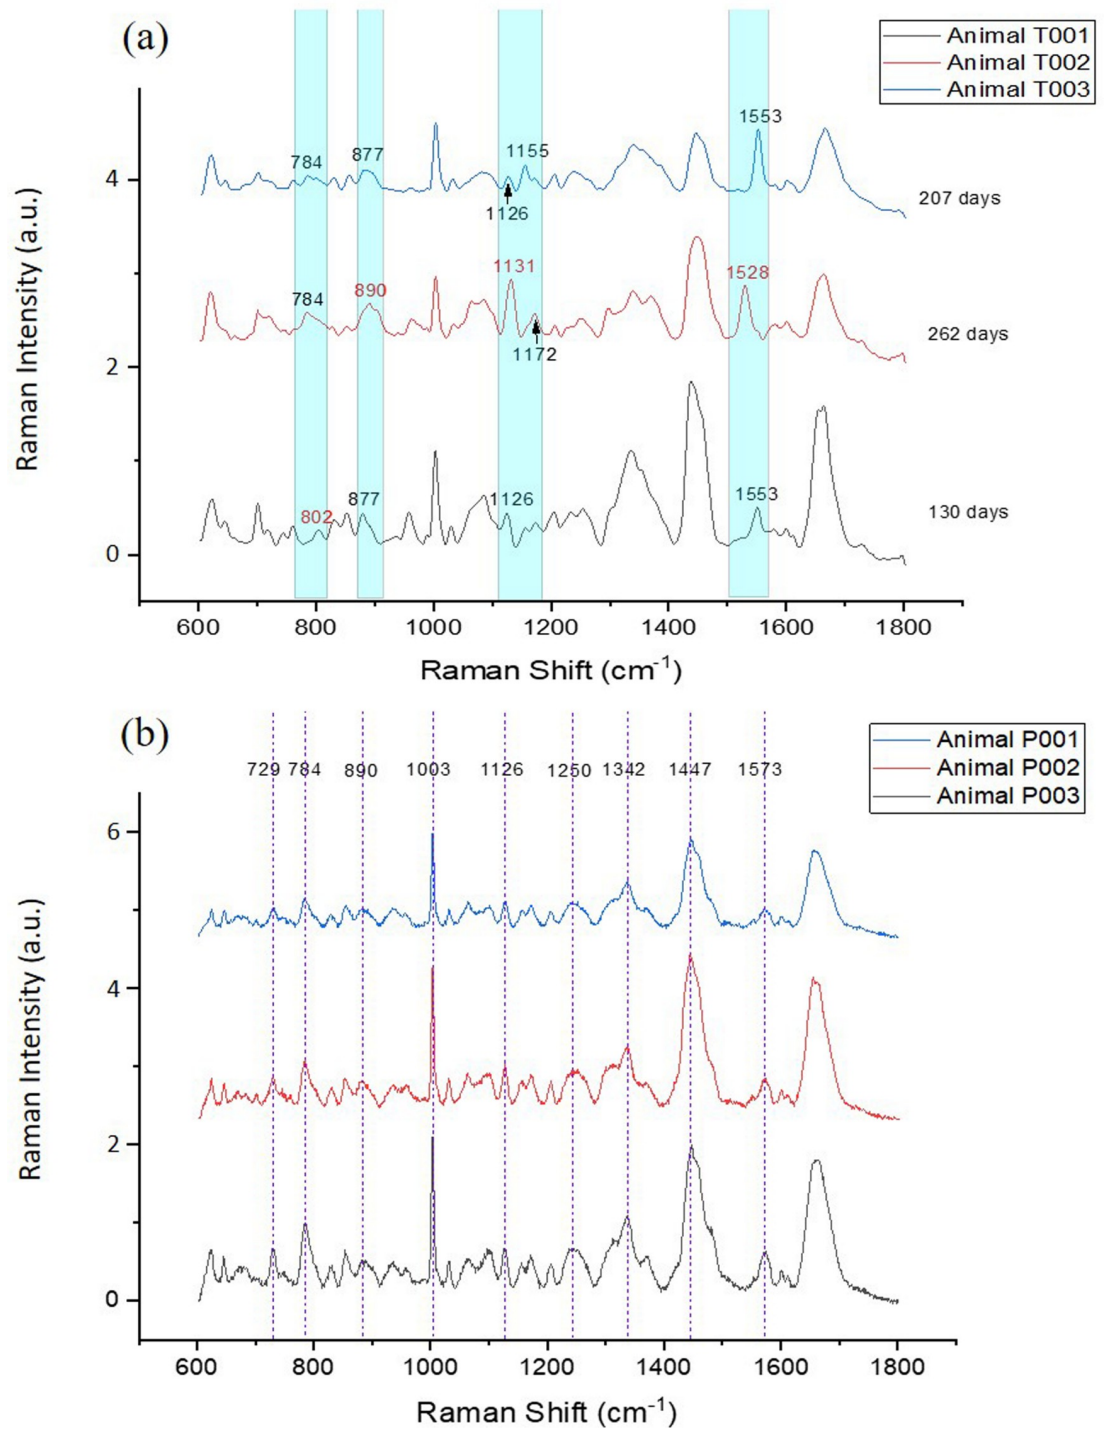 (a)
Animal T001
Animal T002
Animal T003
1553
784
877
1155
4
1126
207 days
1131
1528
890
784
1172
262 days
2
Raman Intensity (a.u.)
802
877
1126
1553
130 days
0
600 800 1000 1200 1400 1600 1800
Raman Shift (cm-1)
(b)
Animal P001
Animal P002
Animal P003
729 784 890 1003 1126 1250 1342 1447 1573
6
4
2
0
Raman Intensity (a.u.)
600 800 1000 1200 1400 1600 1800
Raman Shift (cm-1)